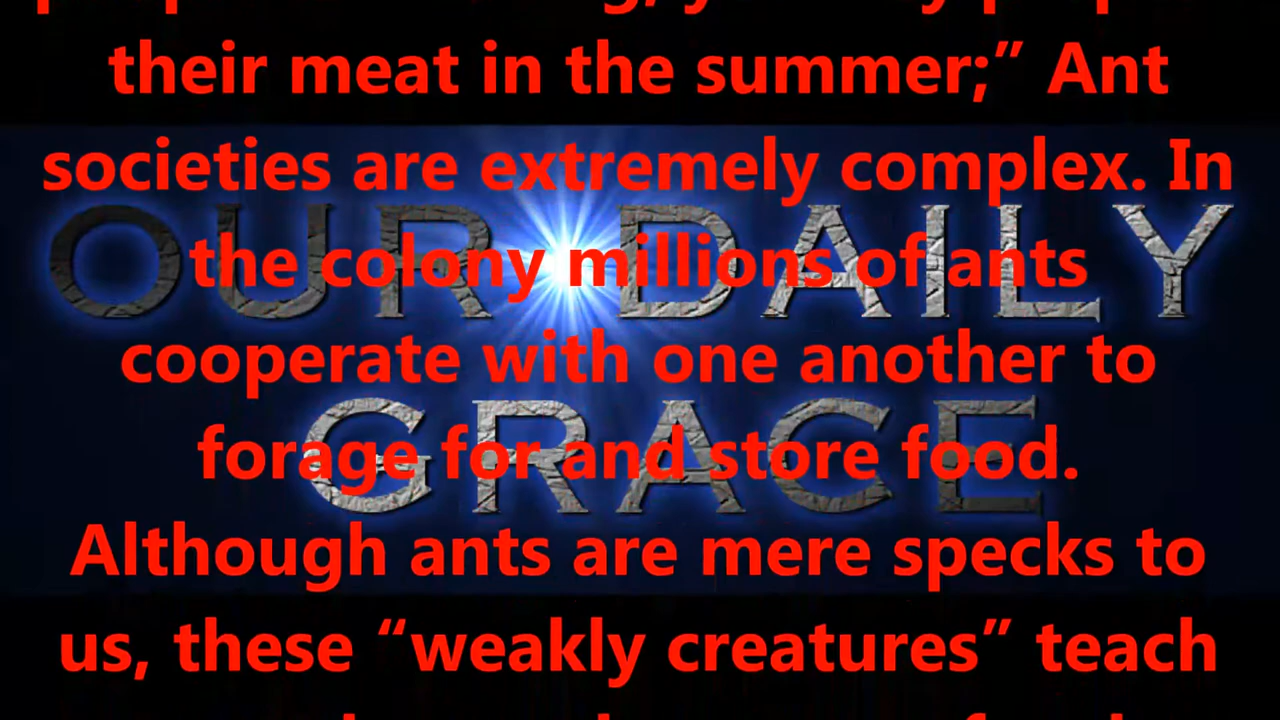 their meat in the summer;” Ant
societies are extremely complex. In
OUR DAILY
the colony millions of ants
cooperate with one another to
GRACE
forage for and store food.
Although ants are mere specks to
us, these “weakly creatures” teach